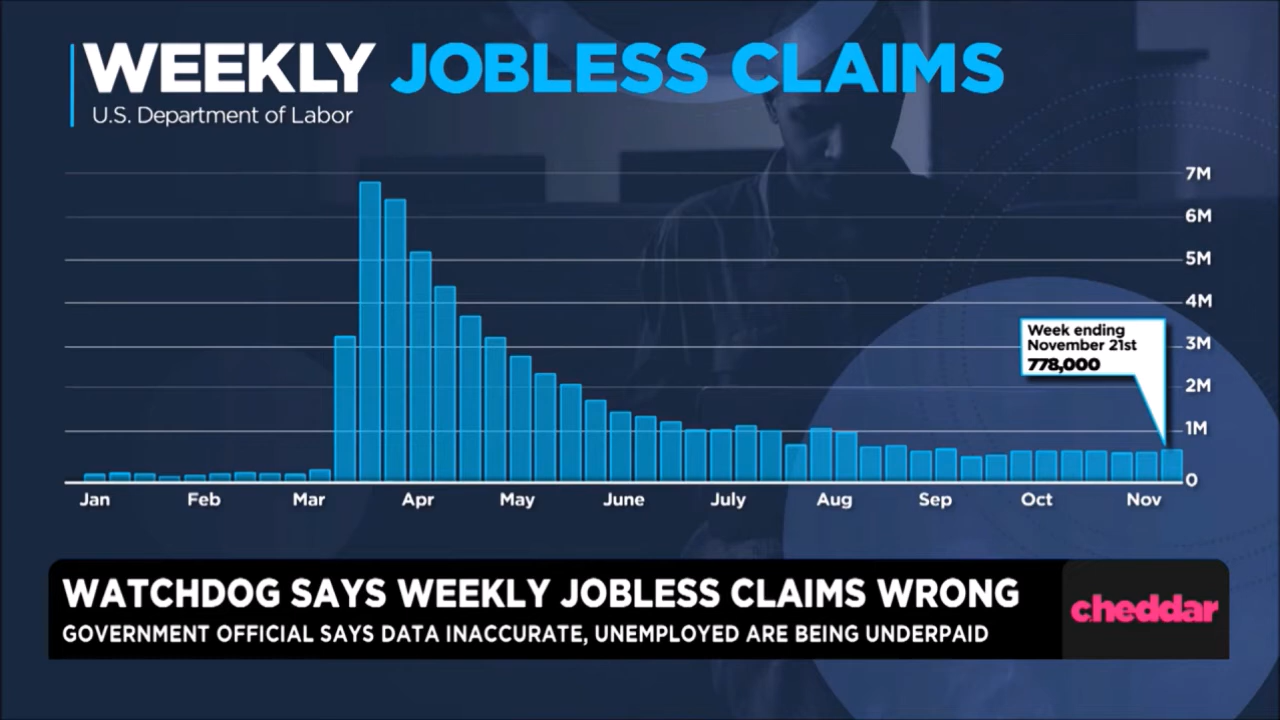 WEEKLY JOBLESS CLAIMS
U.S. Department of Labor
7M
6M
5M
4M
3M
2M
1M
0
Week ending
November 21st
778,000
Jan Feb Mar Apr May June July Aug Sep Oct Nov
WATCHDOG SAYS WEEKLY JOBLESS CLAIMS WRONG
GOVERNMENT OFFICIAL SAYS DATA INACCURATE, UNEMPLOYED ARE BEING UNDERPAID
cheddar